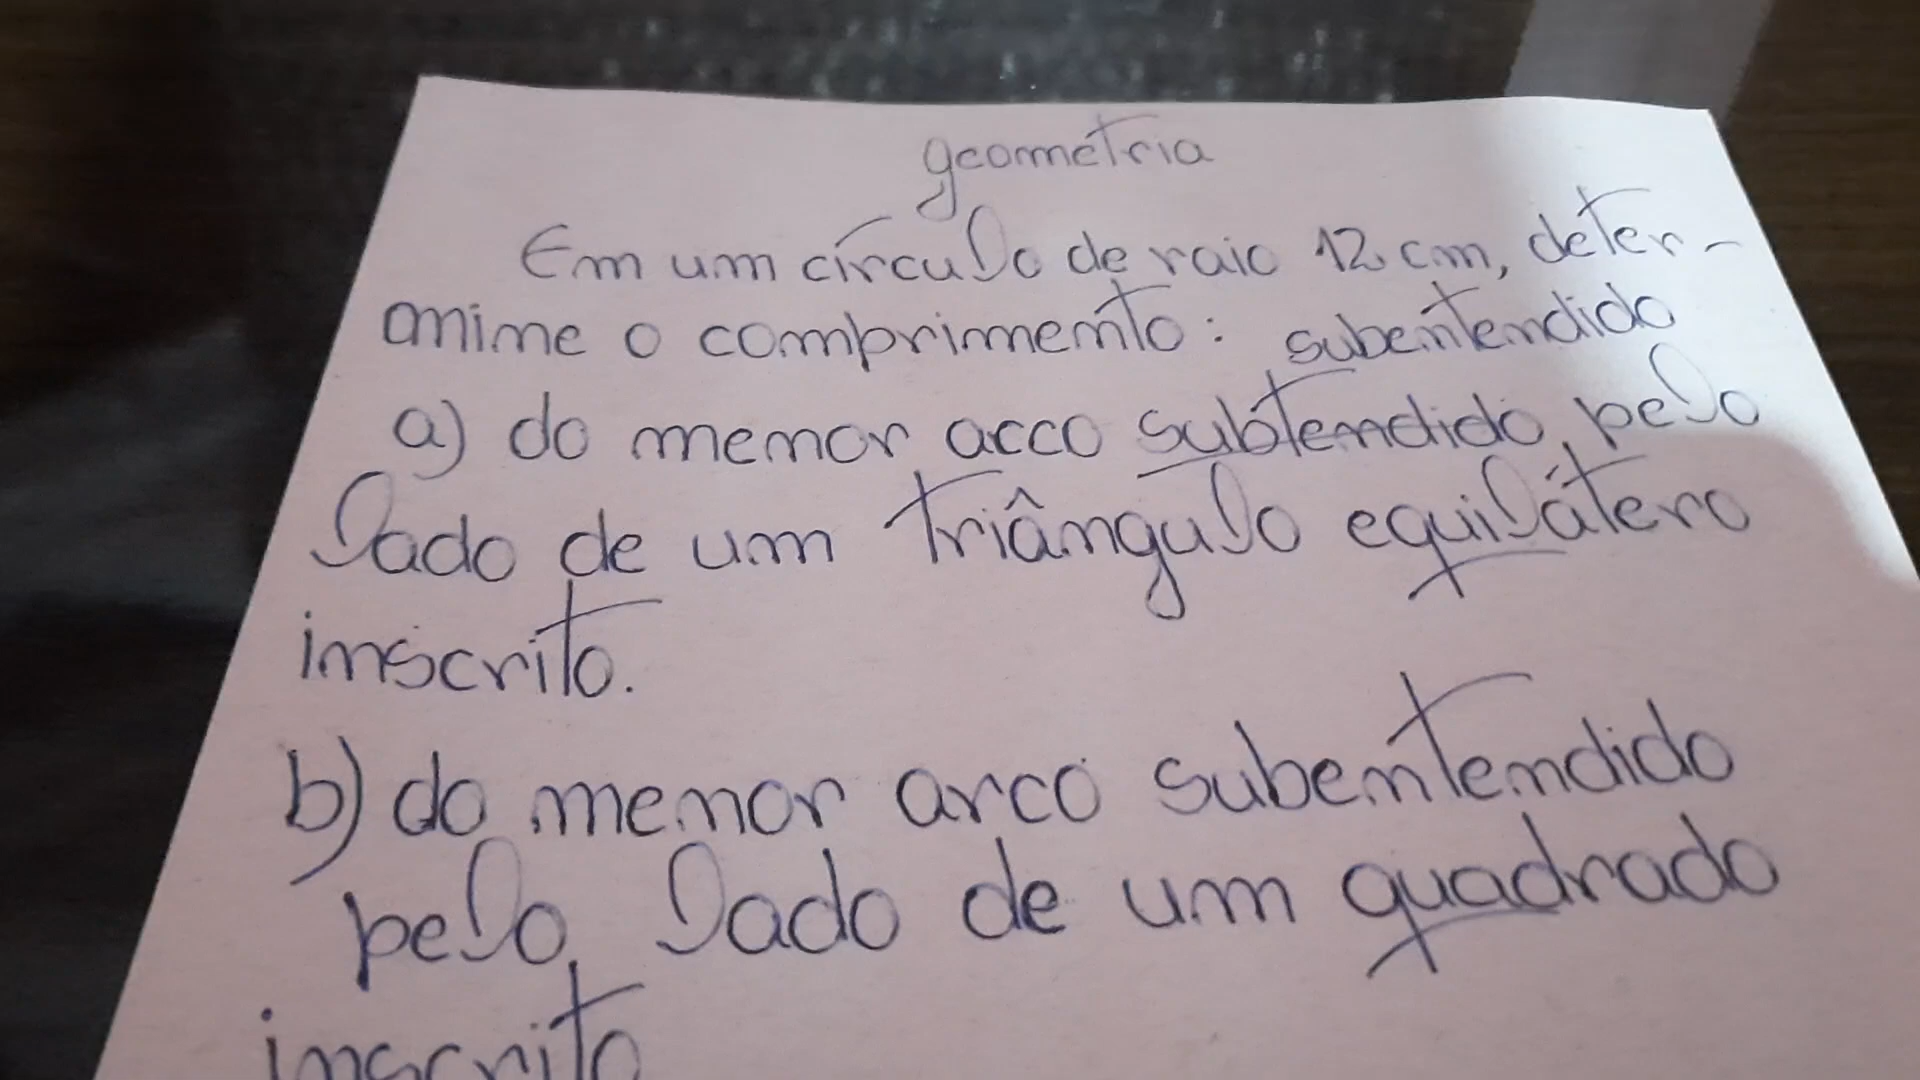 geometria
Em um círculo de raio 12 cm, deter-
mine o comprimento: subentendido
a) do menor arco subtendido, pelo
lado de um triângulo equilátero
inscrito.
b) do menor arco subentendido
pelo lado de um quadrado
inscrito